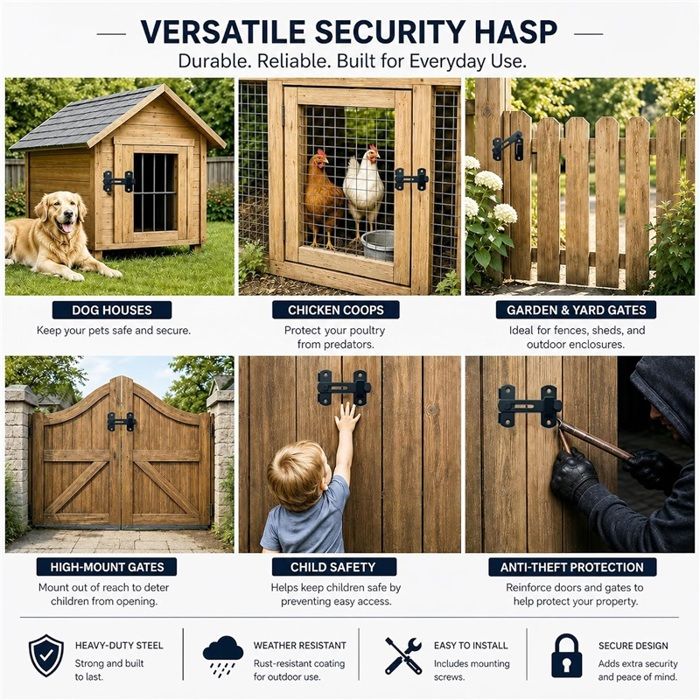 VERSATILE SECURITY HASP
Durable. Reliable. Built for Everyday Use.
DOG HOUSES
Keep your pets safe and secure.
CHICKEN COOPS
Protect your poultry
from predators.
GARDEN & YARD GATES
Ideal for fences, sheds, and
outdoor enclosures.
HIGH-MOUNT GATES
Mount out of reach to deter
children from opening.
CHILD SAFETY
Helps keep children safe by
preventing easy access.
ANTI-THEFT PROTECTION
Reinforce doors and gates to
help protect your property.
HEAVY-DUTY STEEL
Strong and built
to last.
WEATHER RESISTANT
Rust-resistant coating
for outdoor use.
EASY TO INSTALL
Includes mounting
screws.
SECURE DESIGN
Adds extra security
and peace of mind.